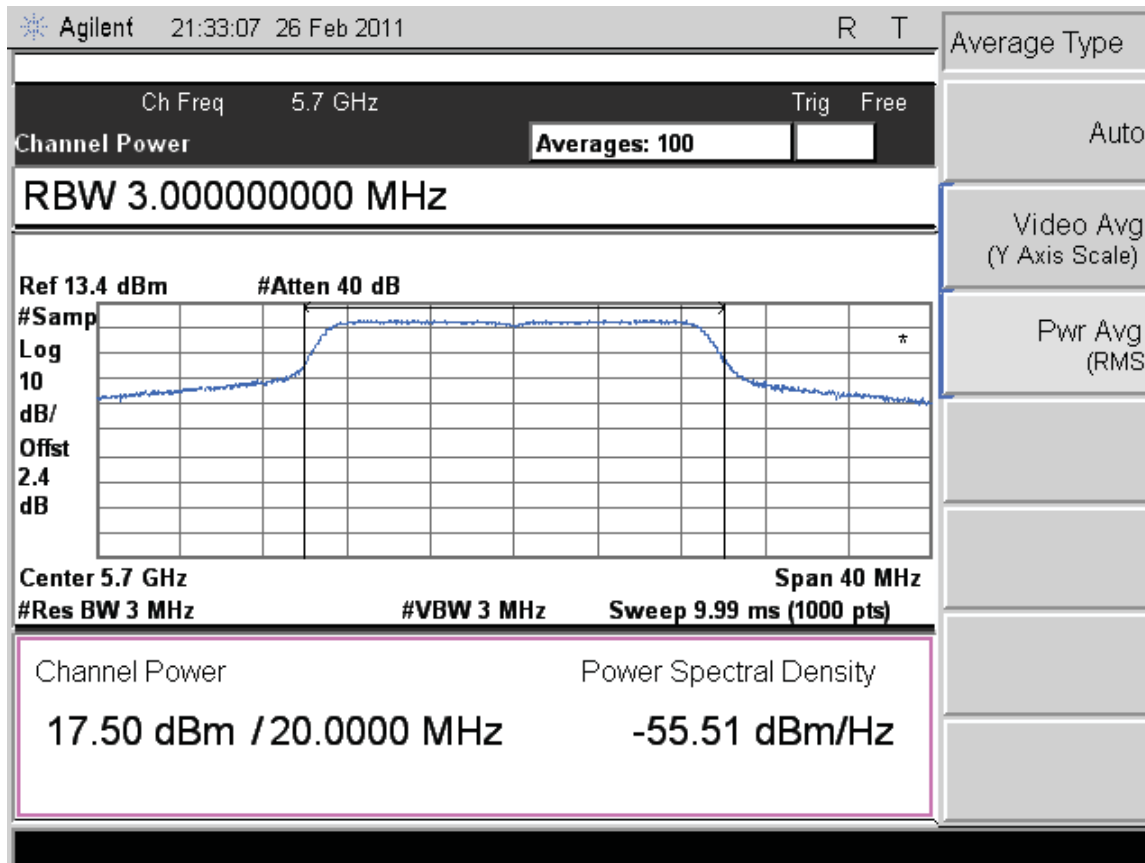 Agilent 21:33:07 26 Feb 2011 R T
Average Type
Ch Freq 5.7 GHz Trig Free
Channel Power Averages: 100
Auto
RBW 3.000000000 MHz
Video Avg
(Y Axis Scale)
Ref 13.4 dBm #Atten 40 dB
#Samp
Log
10
dB/
Offst
2.4
dB
*
Pwr Avg
(RMS
Center 5.7 GHz Span 40 MHz
#Res BW 3 MHz #VBW 3 MHz Sweep 9.99 ms (1000 pts)
Channel Power Power Spectral Density
17.50 dBm / 20.0000 MHz -55.51 dBm/Hz